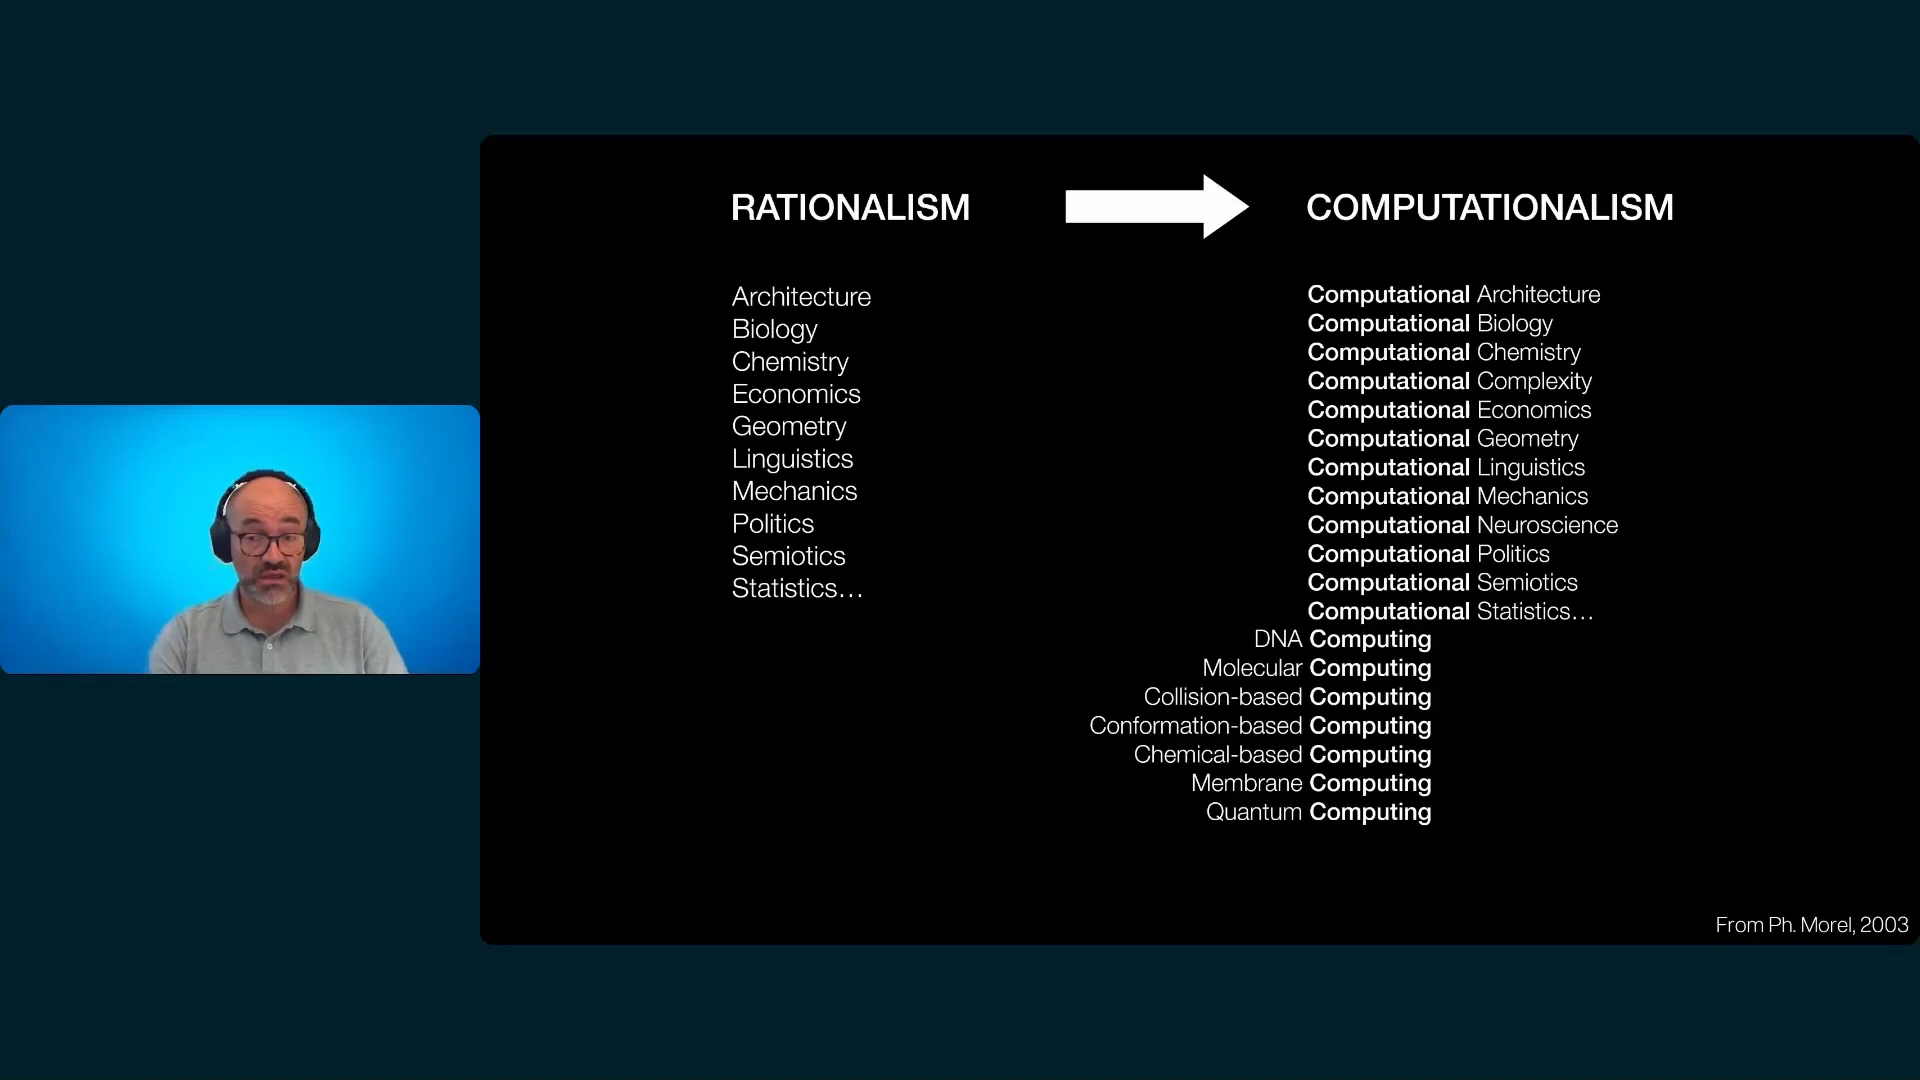 RATIONALISM
Architecture
Biology
Chemistry
Economics
Geometry
Linguistics
Mechanics
Politics
Semiotics
Statistics…
COMPUTATIONALISM
Computational Architecture
Computational Biology
Computational Chemistry
Computational Complexity
Computational Economics
Computational Geometry
Computational Linguistics
Computational Mechanics
Computational Neuroscience
Computational Politics
Computational Semiotics
Computational Statistics…
DNA Computing
Molecular Computing
Collision-based Computing
Conformation-based Computing
Chemical-based Computing
Membrane Computing
Quantum Computing
From Ph. Morel, 2003